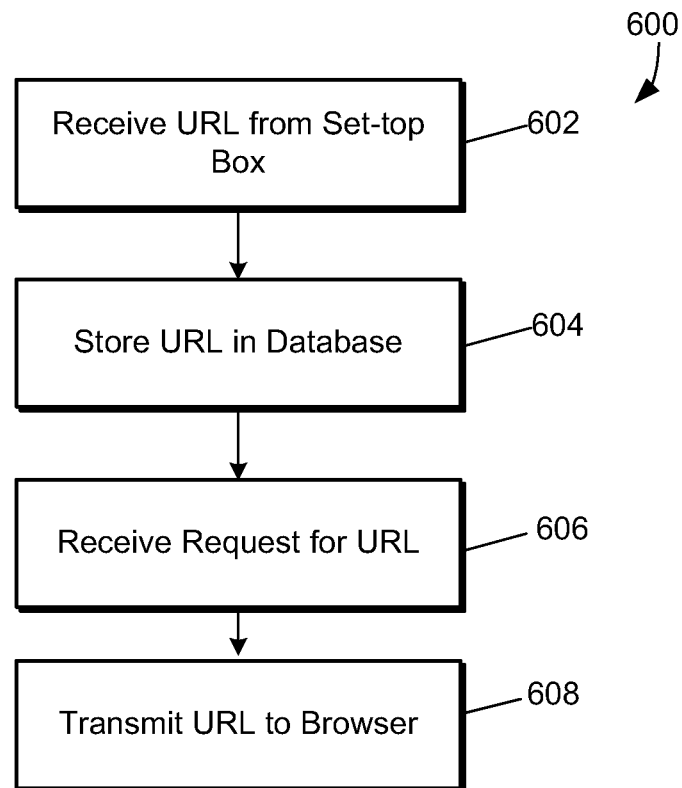 600
Receive URL from Set-top
Box
602
Store URL in Database
604
Receive Request for URL
606
Transmit URL to Browser
608